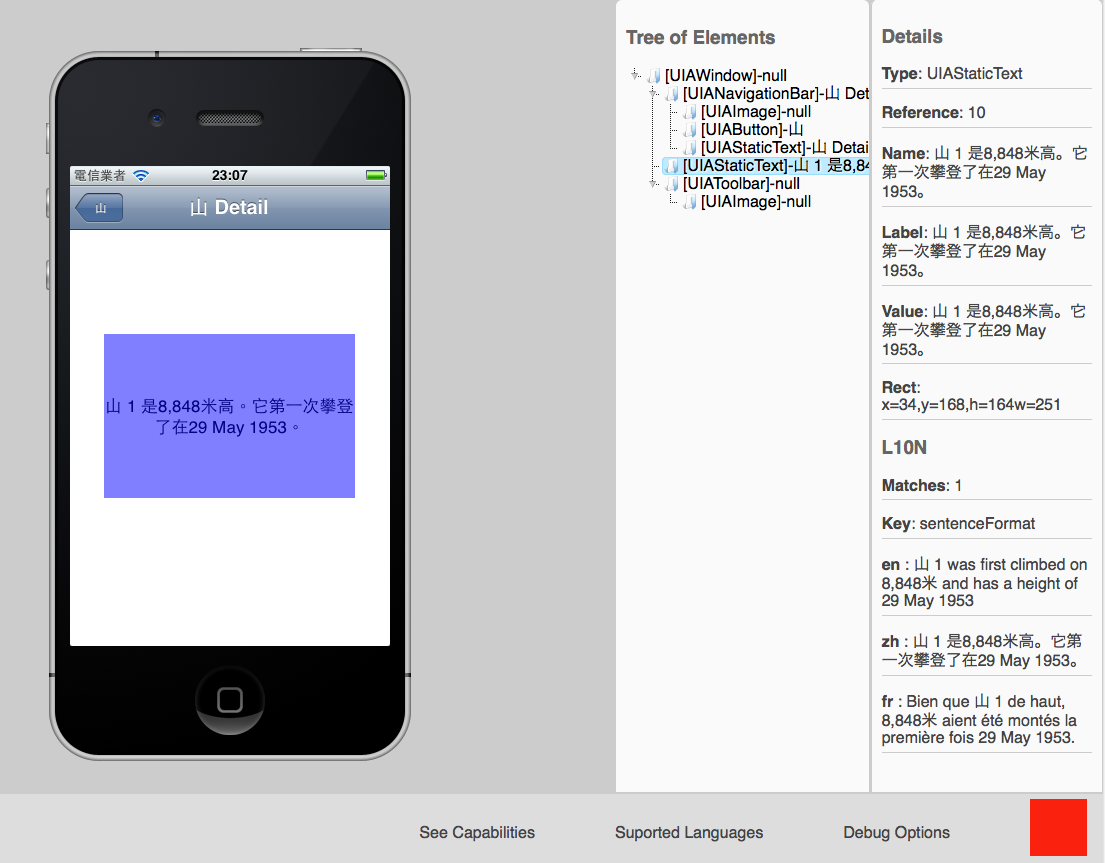 電信業者
23:07
山
山 Detail
山 1 是8,848米高。它第一次攀登
了在29 May 1953。
Tree of Elements
[UIAWindow]-null
[UIANavigationBar]-山 Det
[UIAImage]-null
[UIAButton]-山
[UIAStaticText]-山 Detai
[UIAStaticText]-山 1 是8,84
[UIAToolbar]-null
[UIAImage]-null
Details
Type: UIAStaticText
Reference: 10
Name: 山 1 是8,848米高。它
第一次攀登了在29 May
1953。
Label: 山 1 是8,848米高。它
第一次攀登了在29 May
1953。
Value: 山 1 是8,848米高。它
第一次攀登了在29 May
1953。
Rect:
x=34,y=168,h=164w=251
L10N
Matches: 1
Key: sentenceFormat
en : 山 1 was first climbed on
8,848米 and has a height of
29 May 1953
zh : 山 1 是8,848米高。它第
一次攀登了在29 May 1953。
fr : Bien que 山 1 de haut,
8,848米 aient été montés la
première fois 29 May 1953.
See Capabilities
Suported Languages
Debug Options